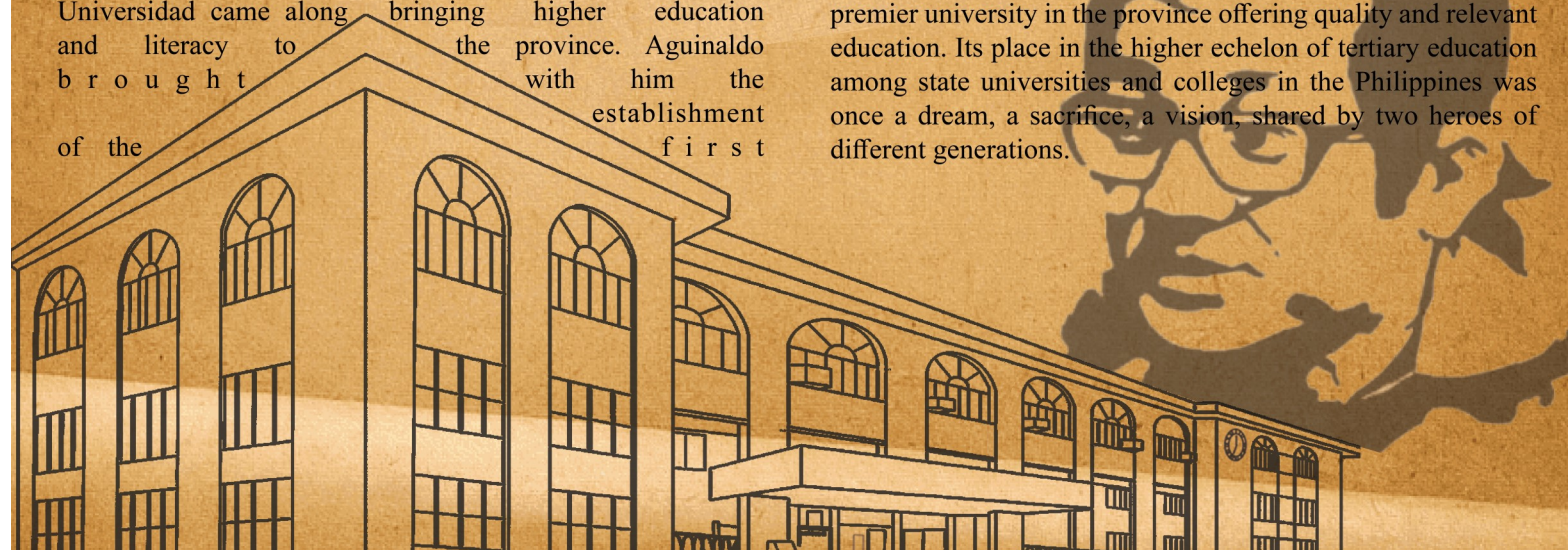 Universidad came along bringing higher education
and literacy to the province. Aguinaldo
brought with him the
establishment
of the first
premier university in the province offering quality and relevant
education. Its place in the higher echelon of tertiary education
among state universities and colleges in the Philippines was
once a dream, a sacrifice, a vision, shared by two heroes of
different generations.